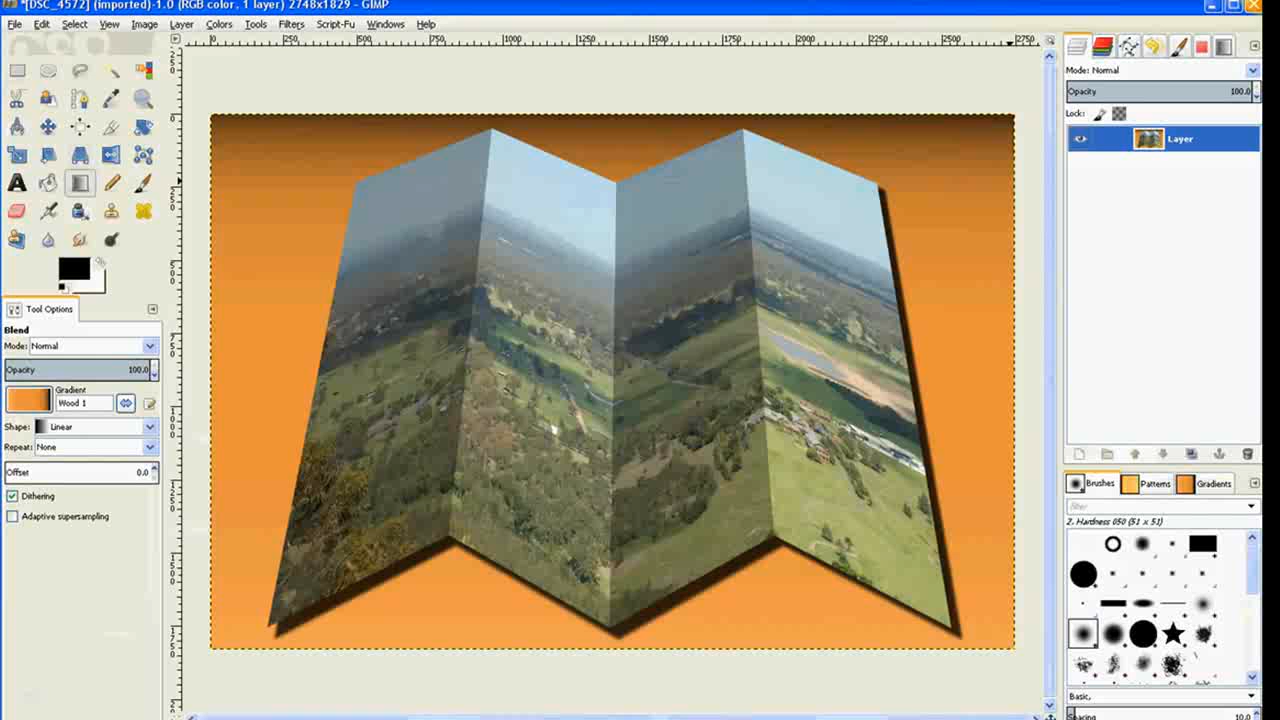 *[DSC_4572] (imported)-1.0 (RGB color, 1 layer) 2748x1829 – GIMP
File Edit Select View Image Layer Colors Tools Filters Script-Fu Windows Help
0 250 500 750 1000 1250 1500 1750 2000 2250 2500 2750
Mode: Normal
Opacity 100.0
Lock:
Layer
Tool Options
Blend
Mode: Normal
Opacity 100.0
Gradient
Wood 1
Shape: Linear
Repeat: None
Offset 0.0
Dithering
Adaptive supersampling
Brushes Patterns Gradients
filter
2. Hardness 050 (51 x 51)
Basic,
Spacing 10.0